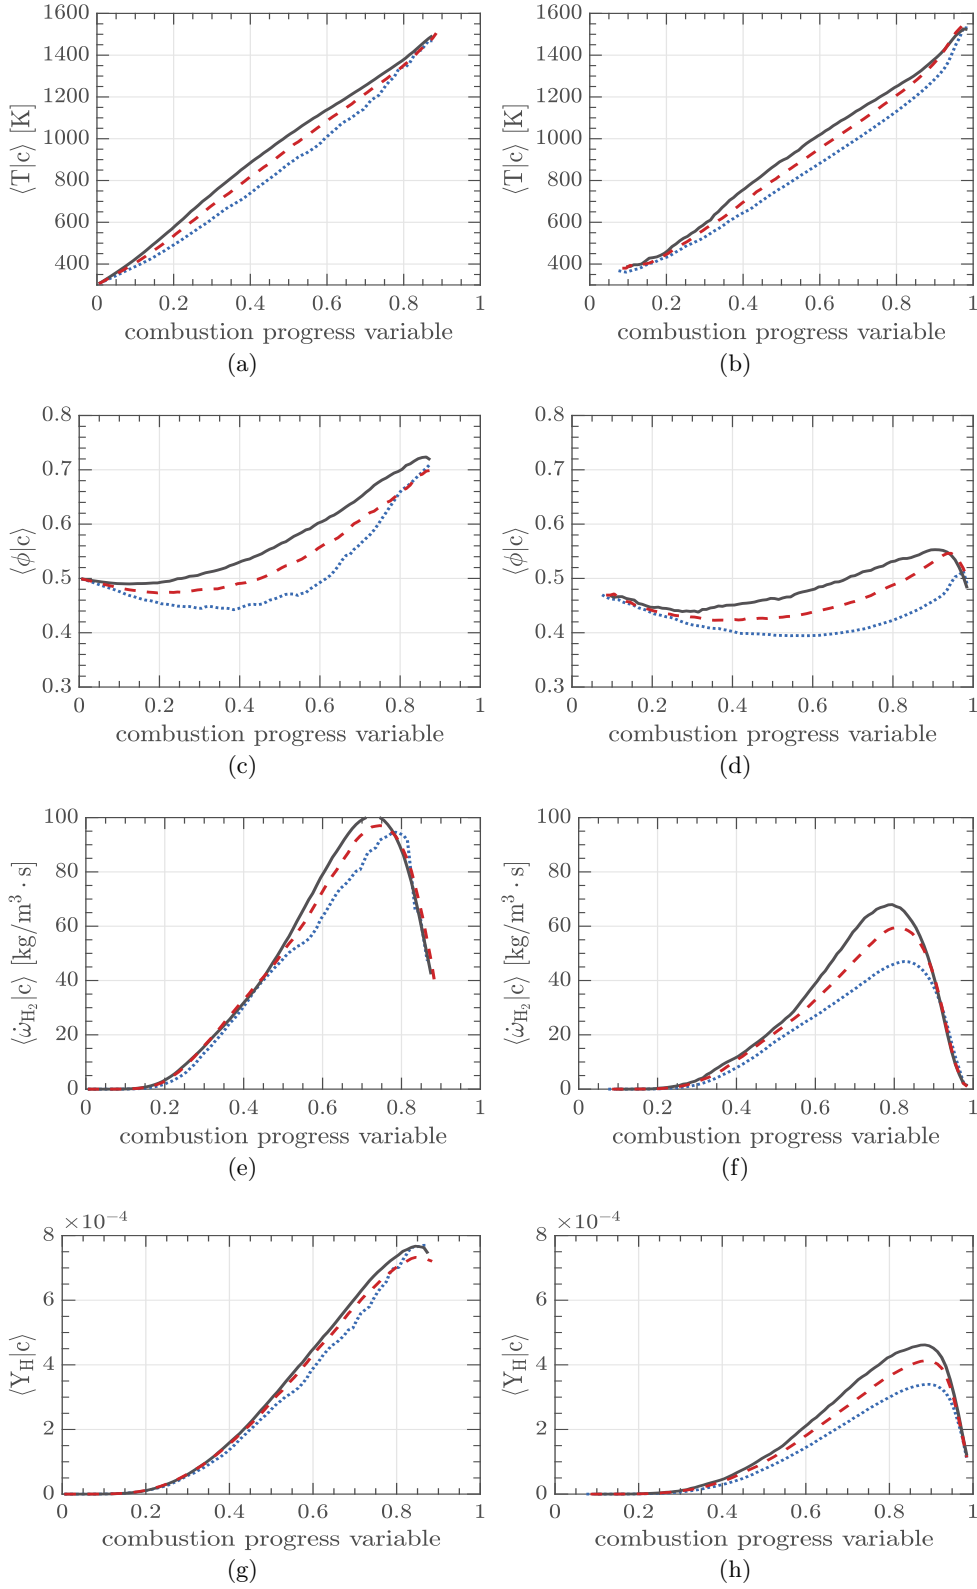 1600
1400
1200
1000
800
600
400
⟨T|c⟩ [K]
0 0.2 0.4 0.6 0.8 1
combustion progress variable
(a)
1600
1400
1200
1000
800
600
400
⟨T|c⟩ [K]
0 0.2 0.4 0.6 0.8 1
combustion progress variable
(b)
0.8
0.7
0.6
0.5
0.4
0.3
⟨ϕ|c⟩
0 0.2 0.4 0.6 0.8 1
combustion progress variable
(c)
0.8
0.7
0.6
0.5
0.4
0.3
⟨ϕ|c⟩
0 0.2 0.4 0.6 0.8 1
combustion progress variable
(d)
100
80
60
40
20
0
⟨ω̇H₂|c⟩ [kg/m³ · s]
0 0.2 0.4 0.6 0.8 1
combustion progress variable
(e)
100
80
60
40
20
0
⟨ω̇H₂|c⟩ [kg/m³ · s]
0 0.2 0.4 0.6 0.8 1
combustion progress variable
(f)
×10⁻⁴
8
6
4
2
0
⟨Y_H|c⟩
0 0.2 0.4 0.6 0.8 1
combustion progress variable
(g)
×10⁻⁴
8
6
4
2
0
⟨Y_H|c⟩
0 0.2 0.4 0.6 0.8 1
combustion progress variable
(h)